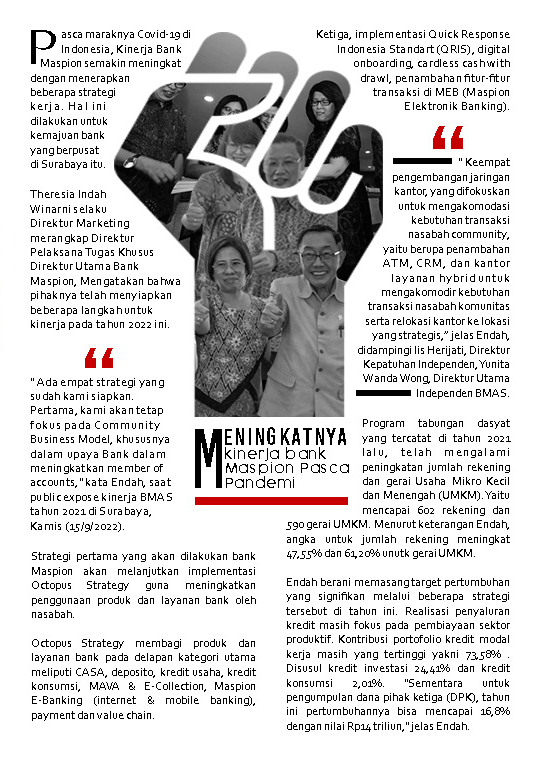 Pasca maraknya Covid-19 di
Indonesia, Kinerja Bank
Maspion semakin meningkat
dengan menerapkan
beberapa strategi
kerja. Hal ini
dilakukan untuk
kemajuan bank
yang berpusat
di Surabaya itu.
Theresia Indah
Winarni selaku
Direktur Marketing
merangkap Direktur
Pelaksana Tugas Khusus
Direktur Utama Bank
Maspion, Mengatakan bahwa
pihaknya telah menyiapkan
beberapa langkah untuk
kinerja pada tahun 2022 ini.
“
" Ada empat strategi yang
sudah kami siapkan.
Pertama, kami akan tetap
fokus pada Community
Business Model, khususnya
dalam upaya Bank dalam
meningkatkan member of
accounts," kata Endah, saat
public expose kinerja BMAS
tahun 2021 di Surabaya,
Kamis (15/9/2022).
Strategi pertama yang akan dilakukan bank
Maspion akan melanjutkan implementasi
Octopus Strategy guna meningkatkan
penggunaan produk dan layanan bank oleh
nasabah.
Octopus Strategy membagi produk dan
layanan bank pada delapan kategori utama
meliputi CASA, deposito, kredit usaha, kredit
konsumsi, MAVA & E-Collection, Maspion
E-Banking (internet & mobile banking),
payment dan value chain.
MENINGKATNYA
kinerja bank
Maspion Pasca
Pandemi
Ketiga, implementasi Quick Response
Indonesia Standart (QRIS), digital
onboarding, cardless cash with
drawl, penambahan fitur-fitur
transaksi di MEB (Maspion
Elektronik Banking).
“
" Keempat
pengembangan jaringan
kantor, yang difokuskan
untuk mengakomodasi
kebutuhan transaksi
nasabah community,
yaitu berupa penambahan
ATM, CRM, dan kantor
layanan hybrid untuk
mengakomodir kebutuhan
transaksi nasabah komunitas
serta relokasi kantor ke lokasi
yang strategis," jelas Endah,
didampingi Iis Herijati, Direktur
Kepatuhan Independen, Yunita
Wanda Wong, Direktur Utama
Independen BMAS.
Program tabungan dasyat
yang tercatat di tahun 2021
lalu, telah mengalami
peningkatan jumlah rekening
dan gerai Usaha Mikro Kecil
dan Menengah (UMKM). Yaitu
mencapai 602 rekening dan
590 gerai UMKM. Menurut keterangan Endah,
angka untuk jumlah rekening meningkat
47,55% dan 61,20% unutk gerai UMKM.
Endah berani memasang target pertumbuhan
yang signifikan melalui beberapa strategi
tersebut di tahun ini. Realisasi penyaluran
kredit masih fokus pada pembiayaan sektor
produktif. Kontribusi portofolio kredit modal
kerja masih yang tertinggi yakni 73,58% .
Disusul kredit investasi 24,41% dan kredit
konsumsi 2,01%. "Sementara untuk
pengumpulan dana pihak ketiga (DPK), tahun
ini pertumbuhannya bisa mencapai 16,8%
dengan nilai Rp14 triliun," jelas Endah.